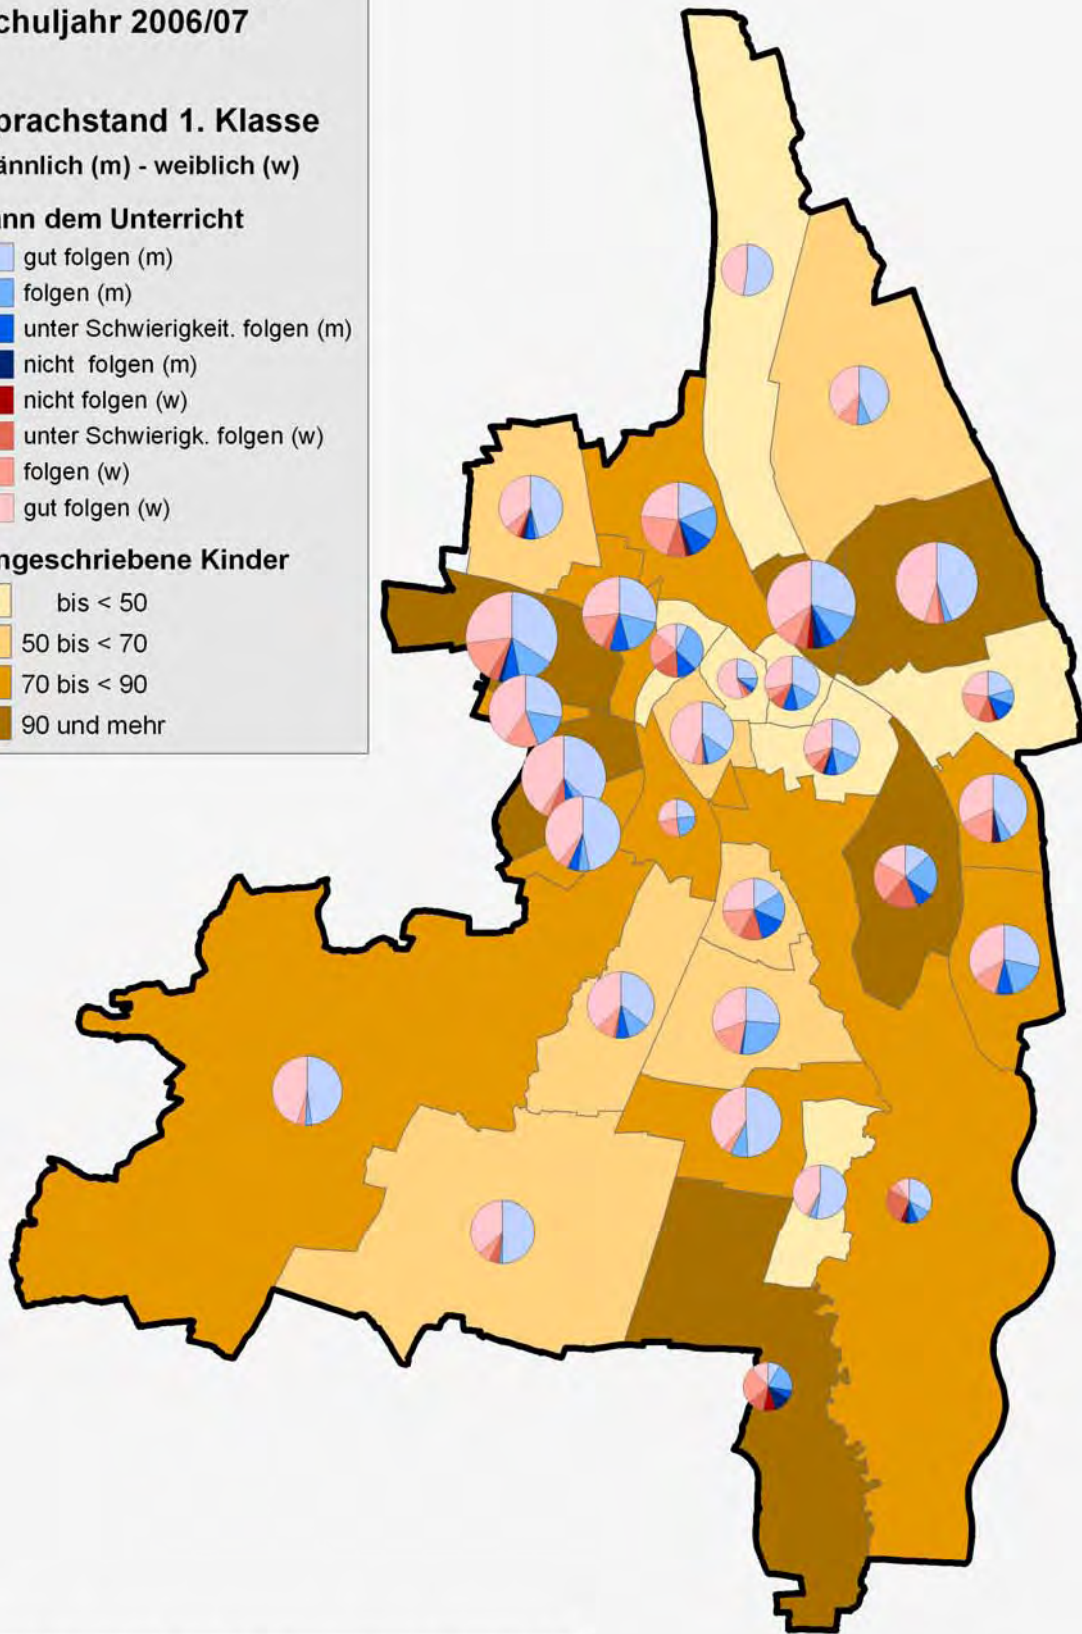 chuljahr 2006/07
prachstand 1. Klasse
ännlich (m) - weiblich (w)
ann dem Unterricht
gut folgen (m)
folgen (m)
unter Schwierigkeit. folgen (m)
nicht folgen (m)
nicht folgen (w)
unter Schwierigk. folgen (w)
folgen (w)
gut folgen (w)
ngeschriebene Kinder
bis < 50
50 bis < 70
70 bis < 90
90 und mehr